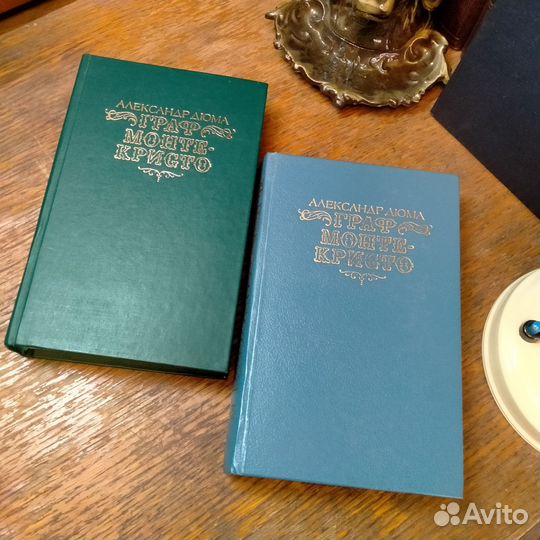 АЛЕКСАНДР ДЮМА
ГРАФ
МОНТЕ-
КРИСТО
АЛЕКСАНДР ДЮМА
ГРАФ
МОНТЕ-
КРИСТО
Avito